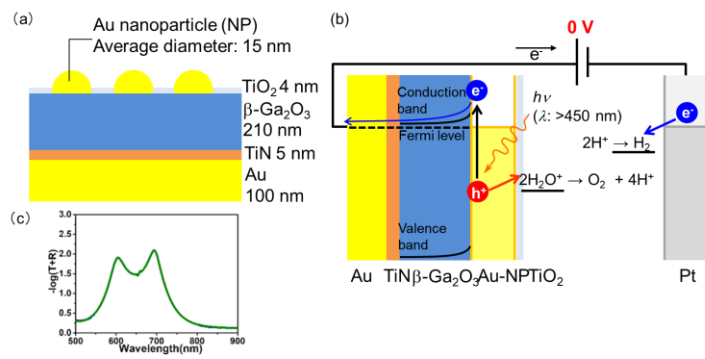 (a)
Au nanoparticle (NP)
Average diameter: 15 nm
TiO2 4 nm
β-Ga2O3
210 nm
TiN 5 nm
Au
100 nm
(b)
0 V
e-
Conduction
band
e-
hν
(λ: >450 nm)
Fermi level
e-
2H+ → H2
h+
2H2O+ → O2 + 4H+
Valence
band
Au TiN β-Ga2O3 Au-NP TiO2 Pt
(c)
-log(T+R)
3.0
2.5
2.0
1.5
1.0
0.5
0.0
500 600 700 800 900
Wavelength(nm)